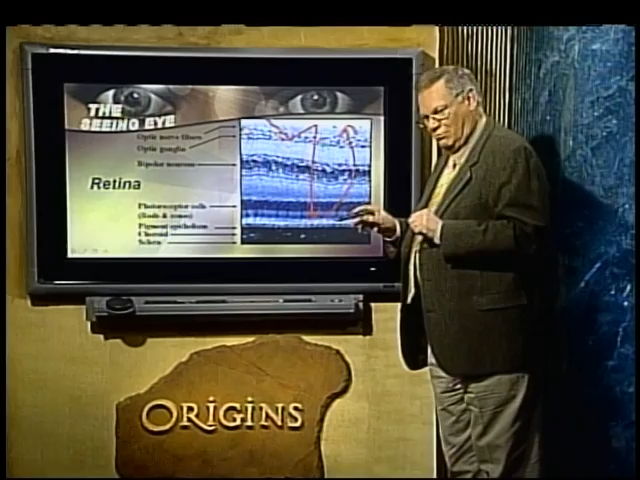 THE
SEEING EYE
Optic nerve fibers
Optic ganglia
Bipolar neurons
Retina
Photoreceptor cells
(Rods & cones)
Pigment epithelium
Choroid
Sclera
ORIGINS